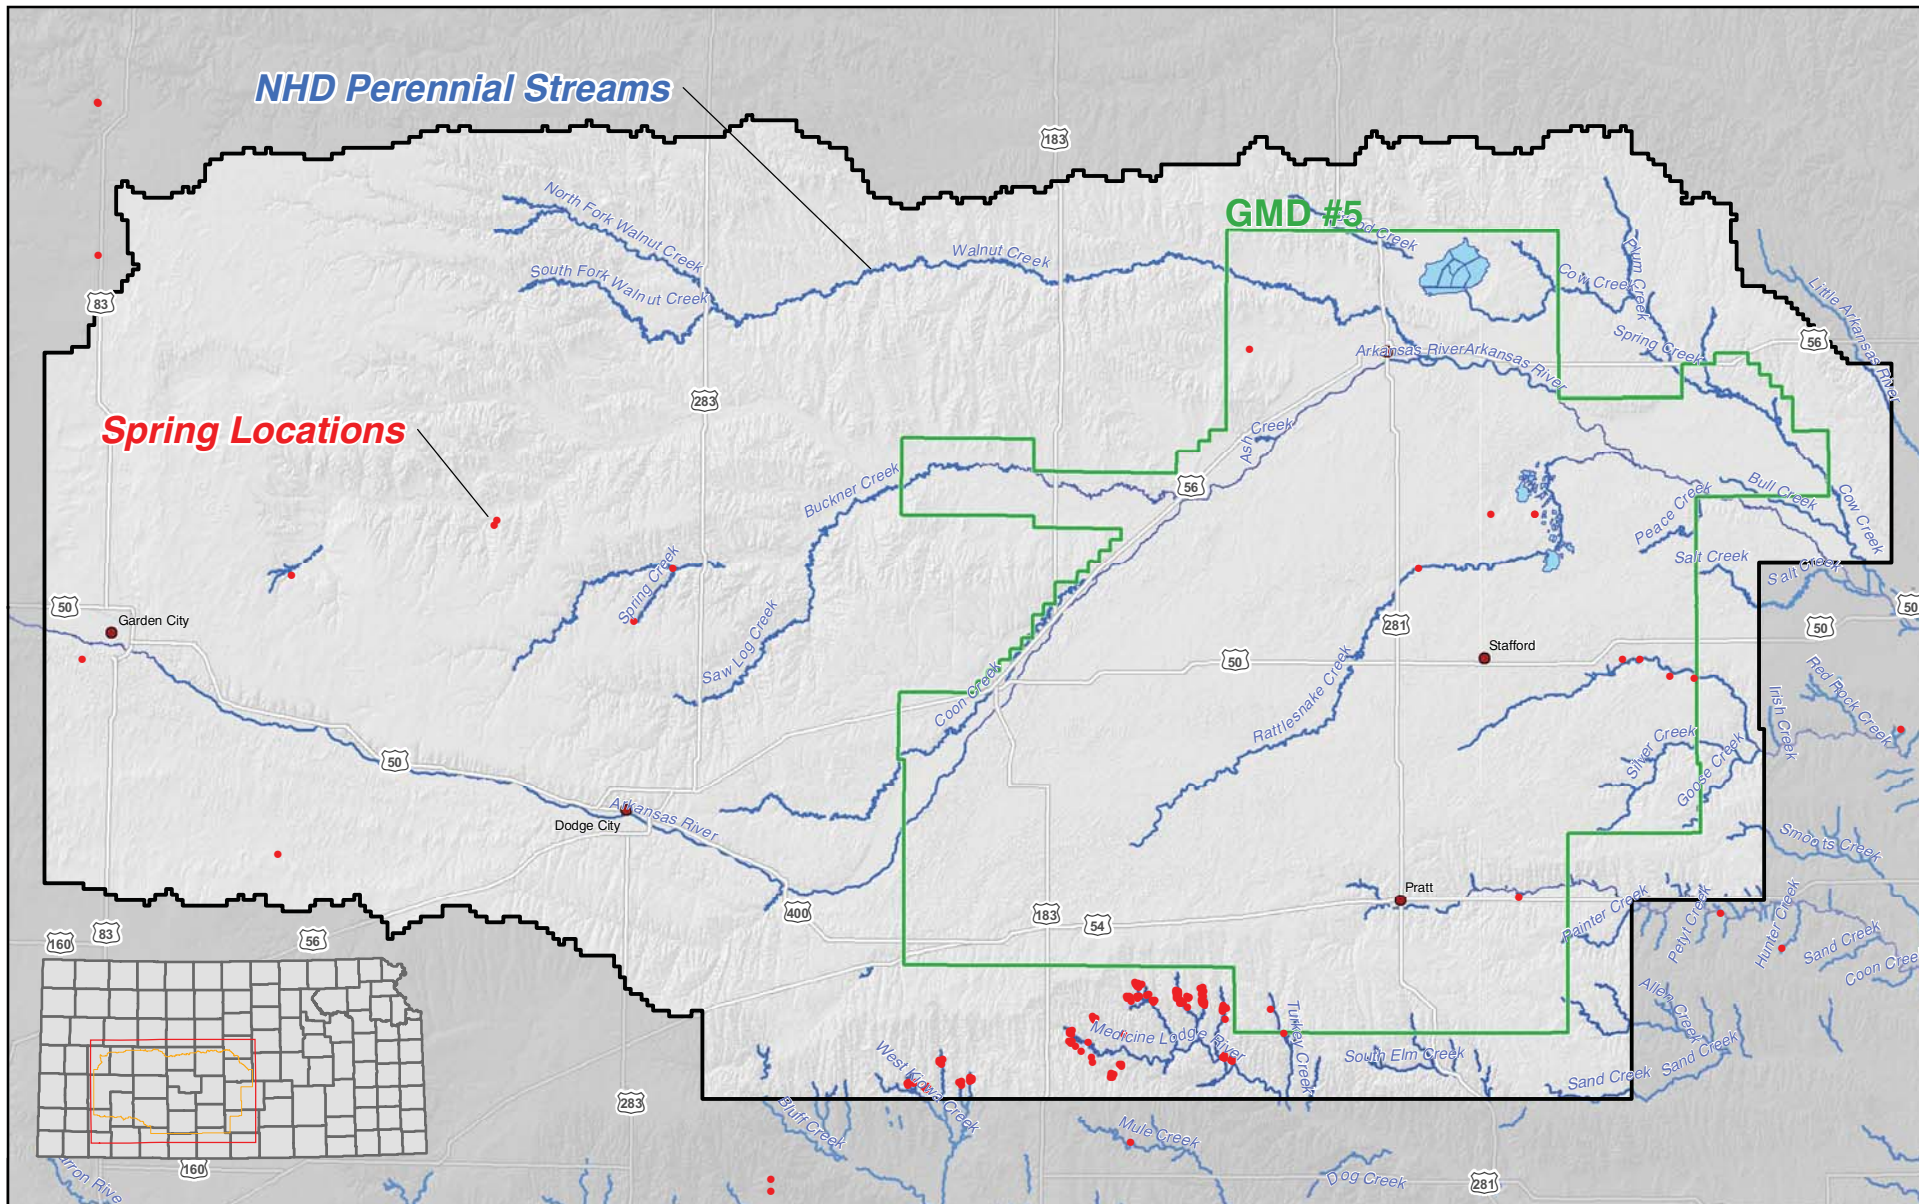 NHD Perennial Streams
183
North Fork Walnut Creek
GMD #5
Blood Creek
Walnut Creek
Plum Creek
South Fork Walnut Creek
Cow Creek
Little Arkansas River
83
Spring Creek
56
Arkansas River
Arkansas River
283
Spring Locations
Ash Creek
Buckner Creek
56
Bull Creek
Peace Creek
Cow Creek
Salt Creek
Salt Creek
Spring Creek
50
Garden City
50
281
50
Stafford
50
Saw Log Creek
Coon Creek
Rattlesnake Creek
Red Rock Creek
Irish Creek
Silver Creek
Goose Creek
50
Arkansas River
Dodge City
Smoots Creek
Pratt
Painter Creek
Petyt Creek
Hunter Creek
400
183
54
Sand Creek
Coon Cree
160
83
56
Allen Creek
Medicine Lodge River
Turkey Creek
South Elm Creek
Sand Creek
Sand Creek
West Kiowa Creek
283
Bluff Creek
Mule Creek
160
arron Rive
Dog Creek
281